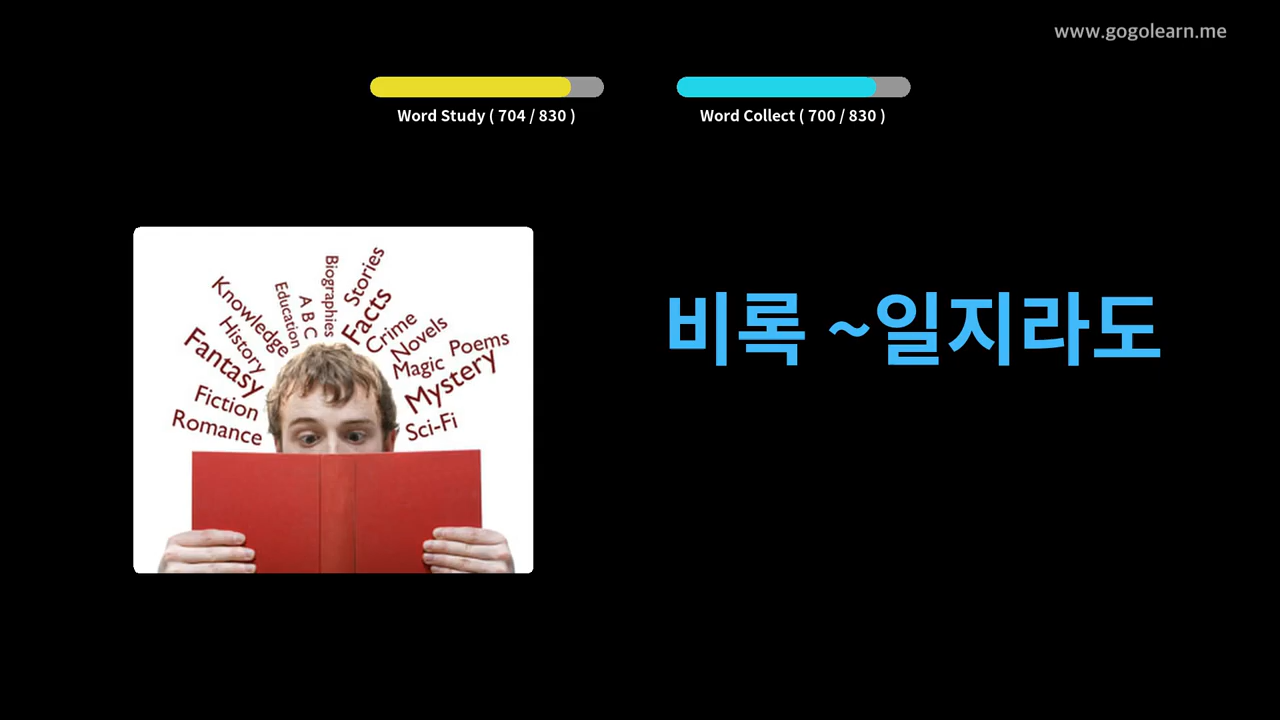 www.gogolearn.me
Word Study ( 704 / 830 )
Word Collect ( 700 / 830 )
비록 ~일지라도
Stories
Biographies
Facts
A B C
Education
Knowledge
Crime
Novels
History
Poems
Magic
Fantasy
Mystery
Fiction
Sci-Fi
Romance